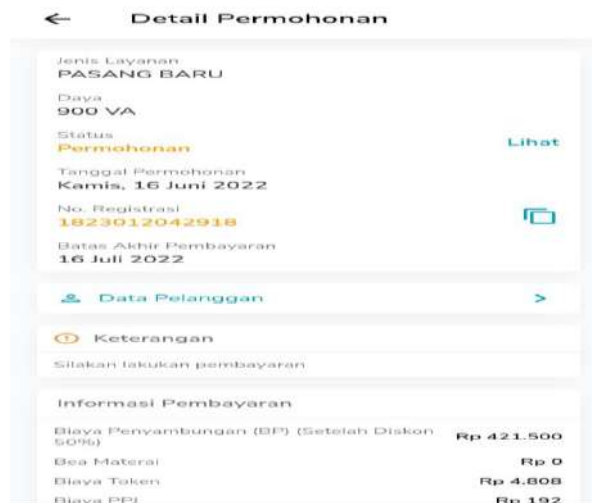 Detail Permohonan
Jenis Layanan
PASANG BARU
Daya
900 VA
Status
Permohonan
Lihat
Tanggal Permohonan
Kamis, 16 Juni 2022
No. Registrasi
1823012042918
Batas Akhir Pembayaran
16 Juli 2022
Data Pelanggan
Keterangan
Silakan lakukan pembayaran
Informasi Pembayaran
Biaya Penyambungan (BP) (Setelah Diskon
50%)
Rp 421.500
Bea Materai
Rp 0
Biaya Token
Rp 4.808
Biaya PPJ
Rp 192